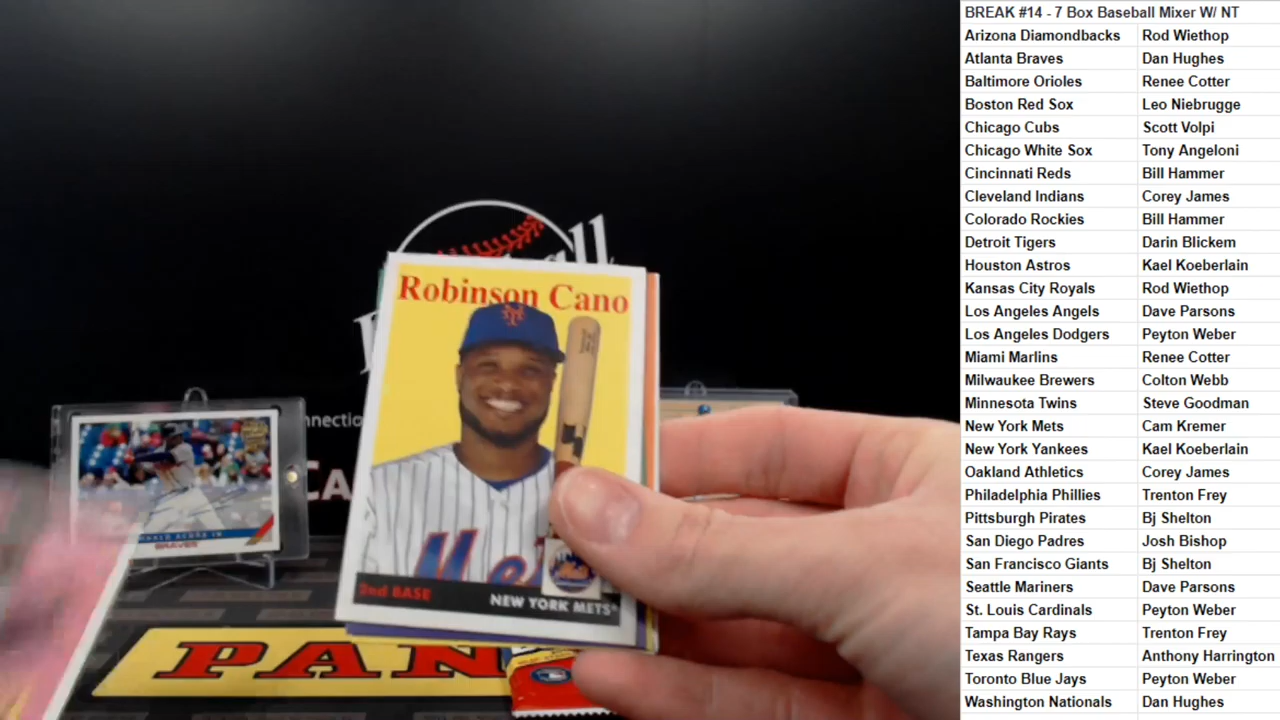 BREAK #14 - 7 Box Baseball Mixer W/ NT
Arizona Diamondbacks Rod Wiethop
Atlanta Braves Dan Hughes
Baltimore Orioles Renee Cotter
Boston Red Sox Leo Niebrugge
Chicago Cubs Scott Volpi
Chicago White Sox Tony Angeloni
Cincinnati Reds Bill Hammer
Cleveland Indians Corey James
Colorado Rockies Bill Hammer
Detroit Tigers Darin Blickem
Houston Astros Kael Koeberlain
Kansas City Royals Rod Wiethop
Los Angeles Angels Dave Parsons
Los Angeles Dodgers Peyton Weber
Miami Marlins Renee Cotter
Milwaukee Brewers Colton Webb
Minnesota Twins Steve Goodman
New York Mets Cam Kremer
New York Yankees Kael Koeberlain
Oakland Athletics Corey James
Philadelphia Phillies Trenton Frey
Pittsburgh Pirates Bj Shelton
San Diego Padres Josh Bishop
San Francisco Giants Bj Shelton
Seattle Mariners Dave Parsons
St. Louis Cardinals Peyton Weber
Tampa Bay Rays Trenton Frey
Texas Rangers Anthony Harrington
Toronto Blue Jays Peyton Weber
Washington Nationals Dan Hughes
Robinson Cano
NY
Me
2nd BASE
NEW YORK METS
BRAVES
PAN